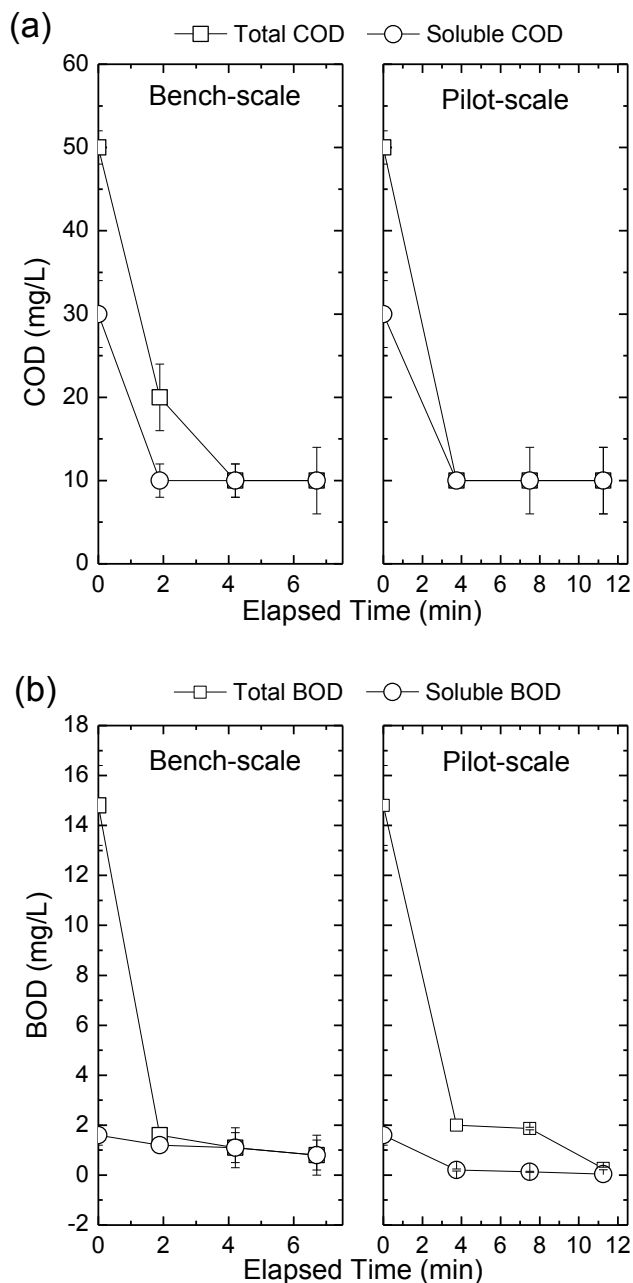 (a)
Total COD Soluble COD
Bench-scale Pilot-scale
60
50
40
30
20
10
0
COD (mg/L)
0 2 4 6 0 2 4 6 8 10 12
Elapsed Time (min)
(b)
Total BOD Soluble BOD
Bench-scale Pilot-scale
18
16
14
12
10
8
6
4
2
0
-2
BOD (mg/L)
0 2 4 6 0 2 4 6 8 10 12
Elapsed Time (min)